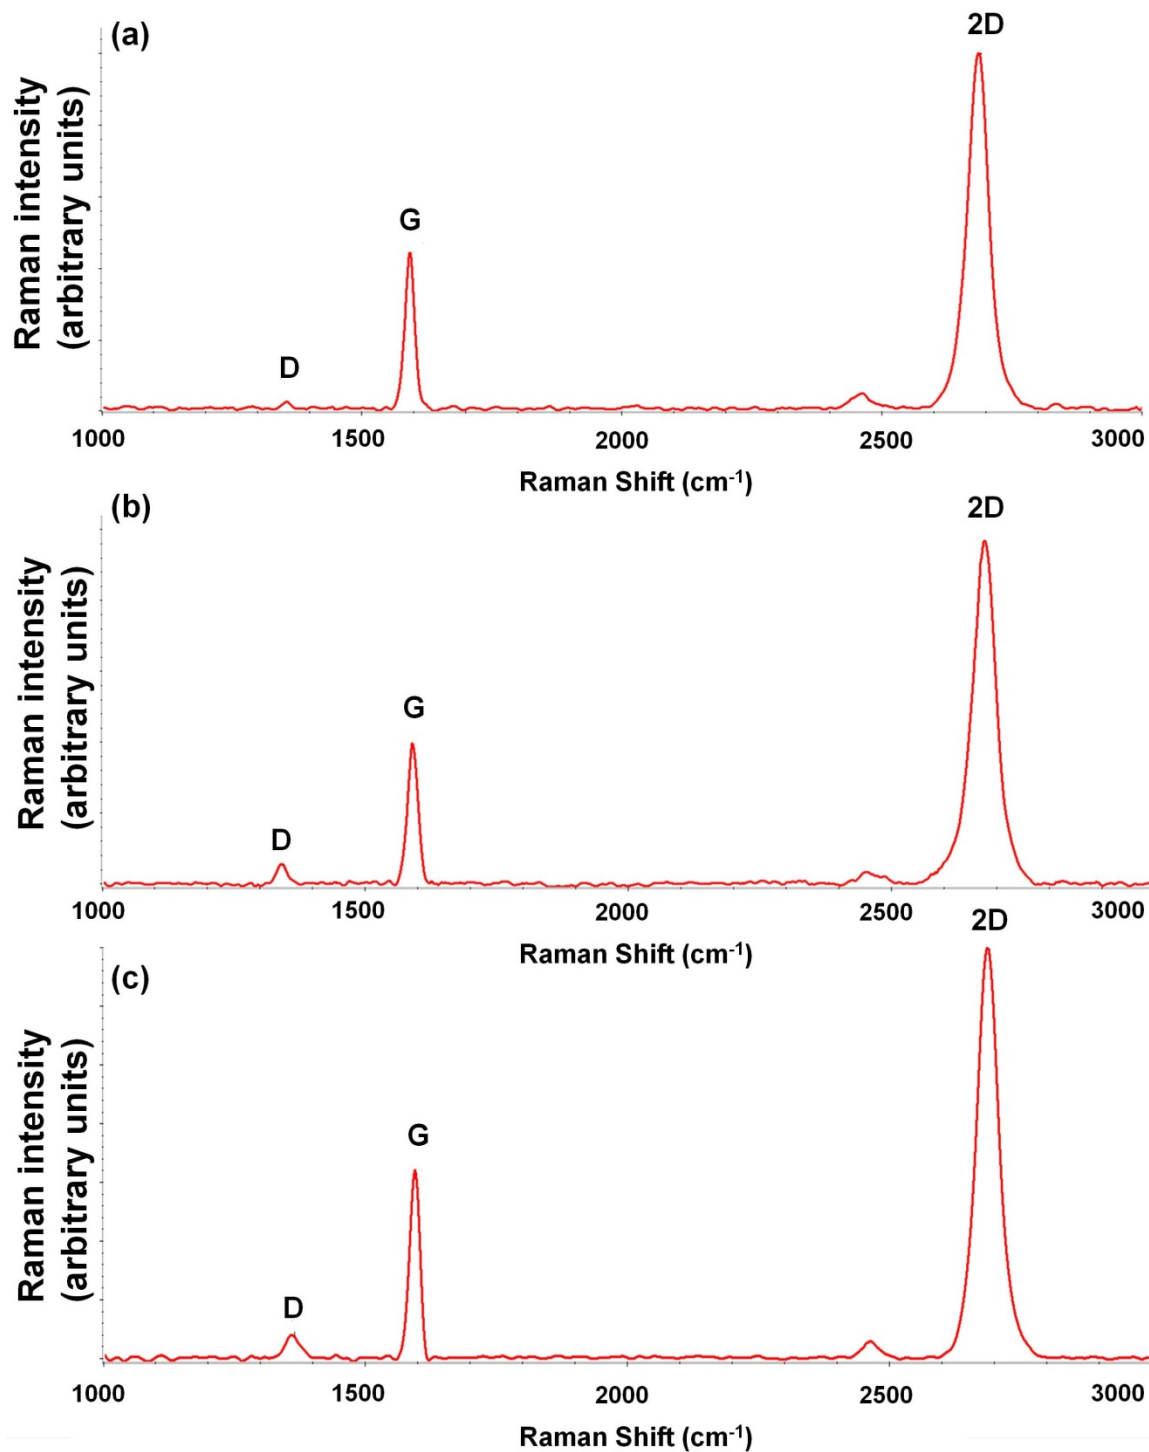 (a)
2D
G
D
Raman intensity
(arbitrary units)
1000 1500 2000 2500 3000
Raman Shift (cm-1)
(b)
2D
G
D
Raman intensity
(arbitrary units)
1000 1500 2000 2500 3000
Raman Shift (cm-1)
(c)
2D
G
D
Raman intensity
(arbitrary units)
1000 1500 2000 2500 3000
Raman Shift (cm-1)